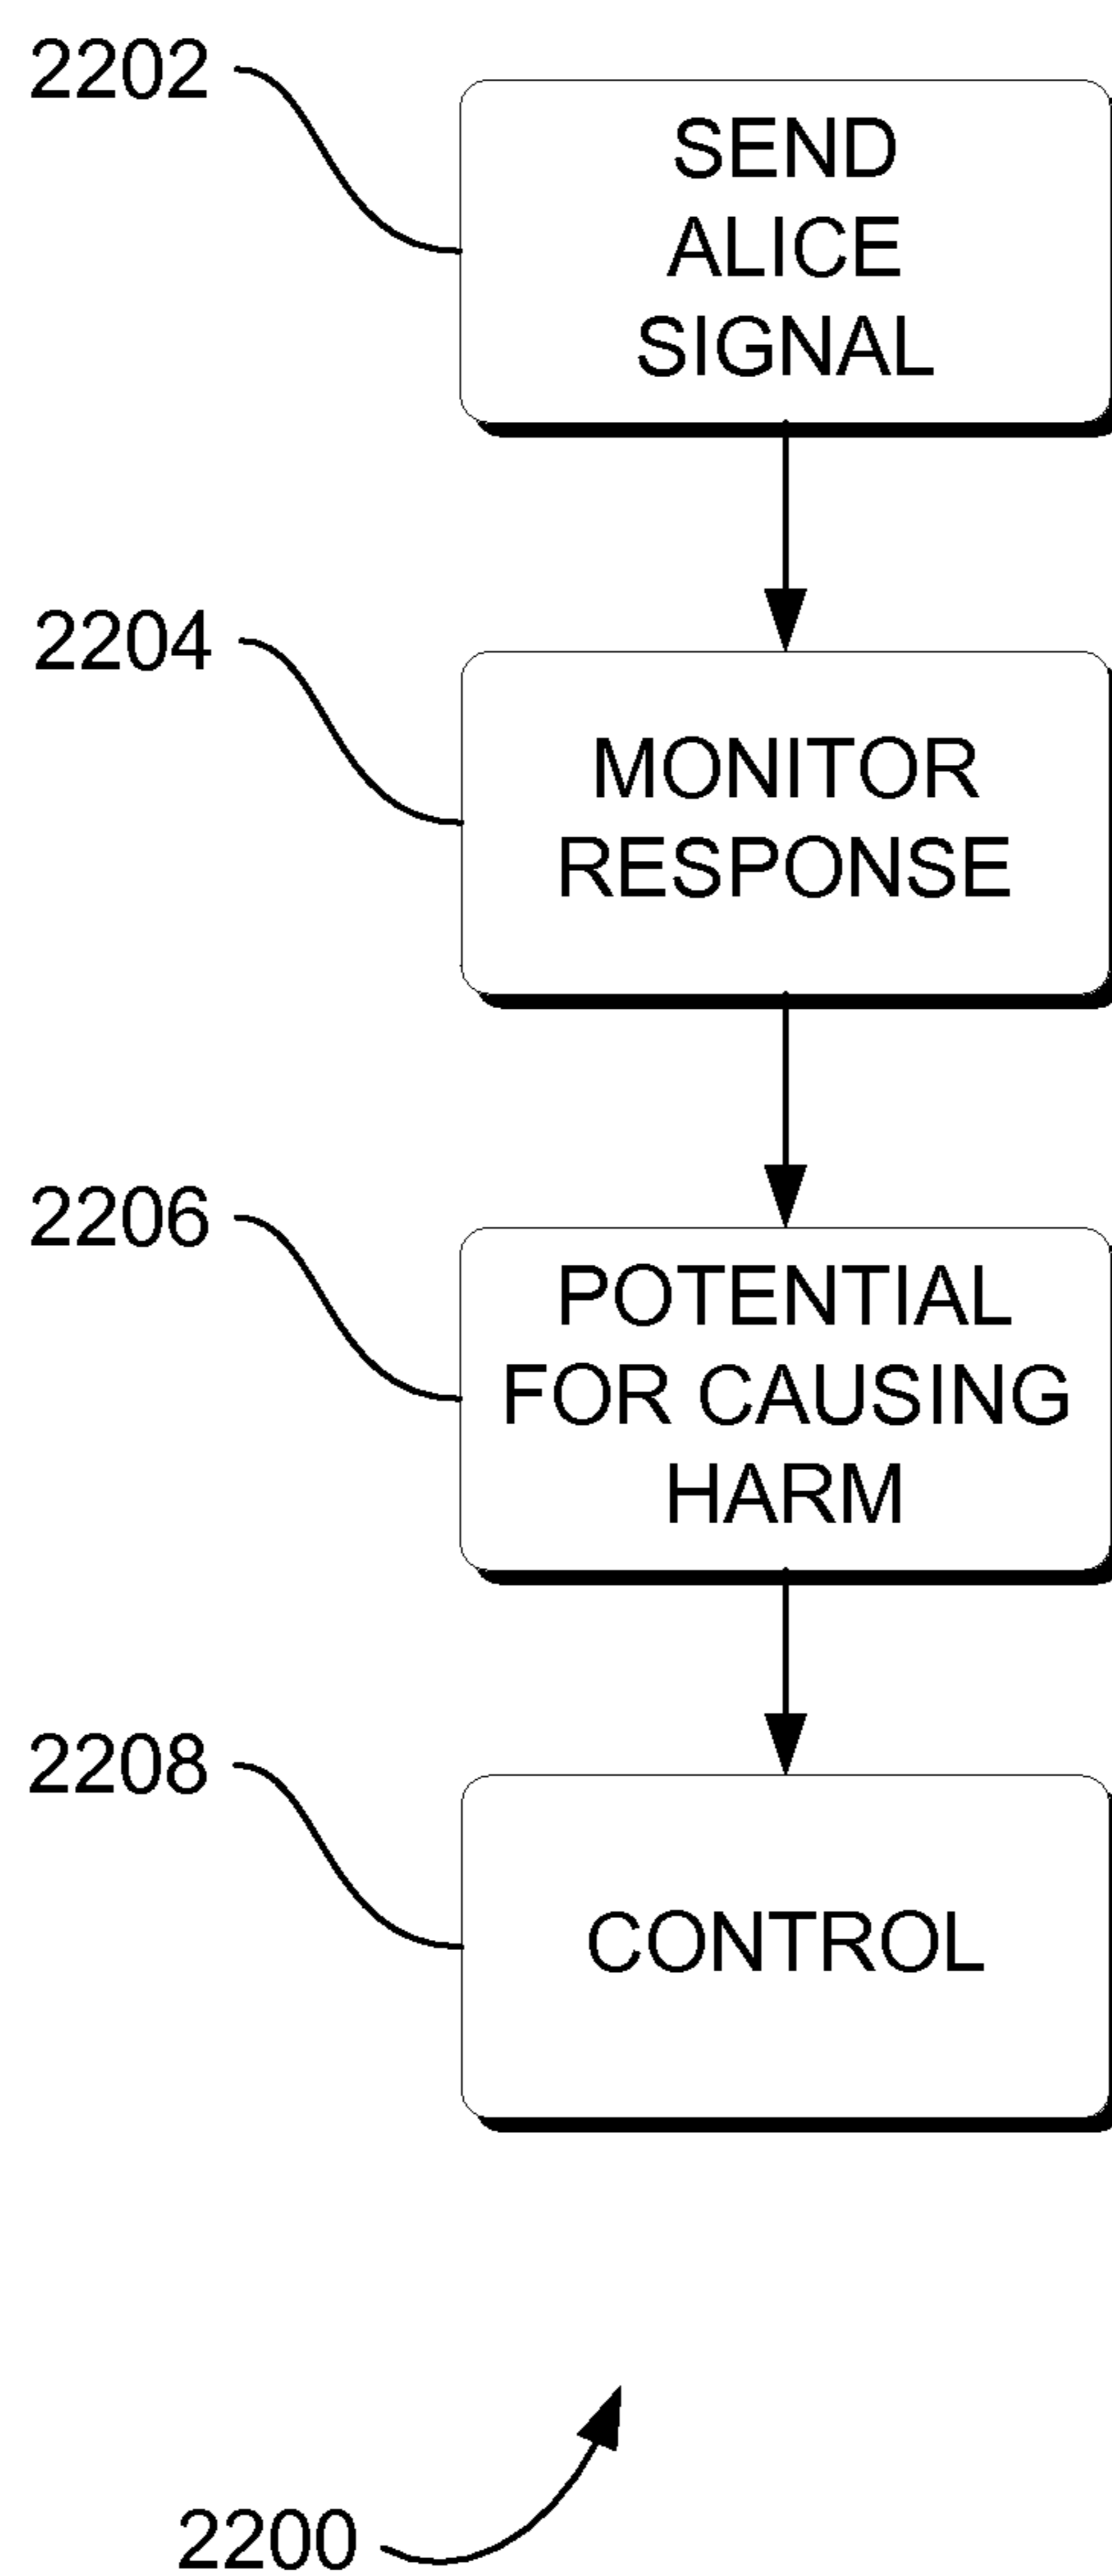 2202
SEND
ALICE
SIGNAL
2204
MONITOR
RESPONSE
2206
POTENTIAL
FOR CAUSING
HARM
2208
CONTROL
2200